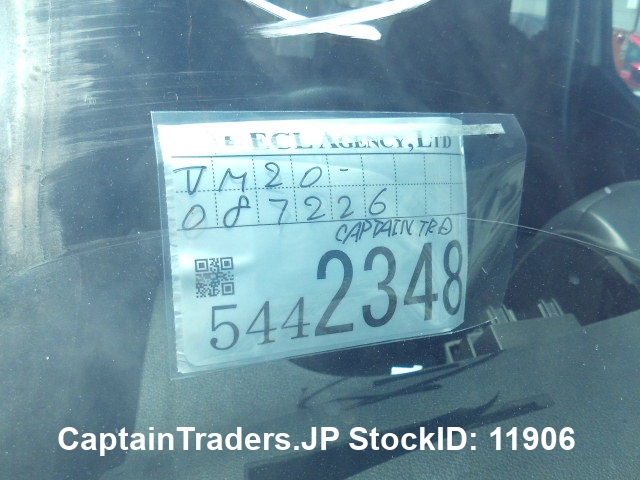 ECL AGENCY, LTD
VM20-
087226
CAPTAIN TRD
5442348
CaptainTraders.JP StockID: 11906